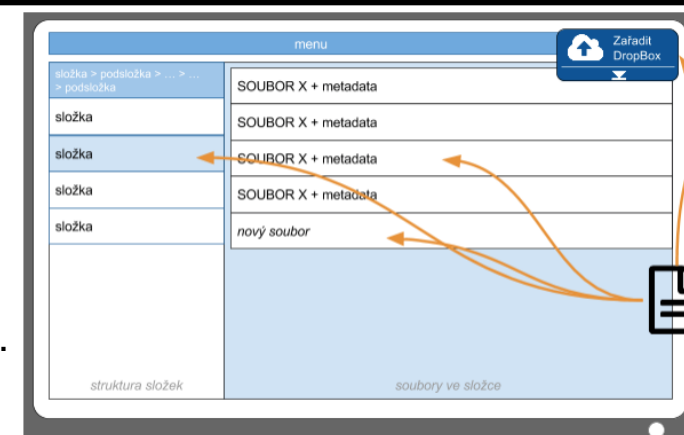 menu
Zařadit
DropBox
složka > podsložka > ... > ...
> podsložka
složka
složka
složka
složka
SOUBOR X + metadata
SOUBOR X + metadata
SOUBOR X + metadata
SOUBOR X + metadata
nový soubor
struktura složek
soubory ve složce
.